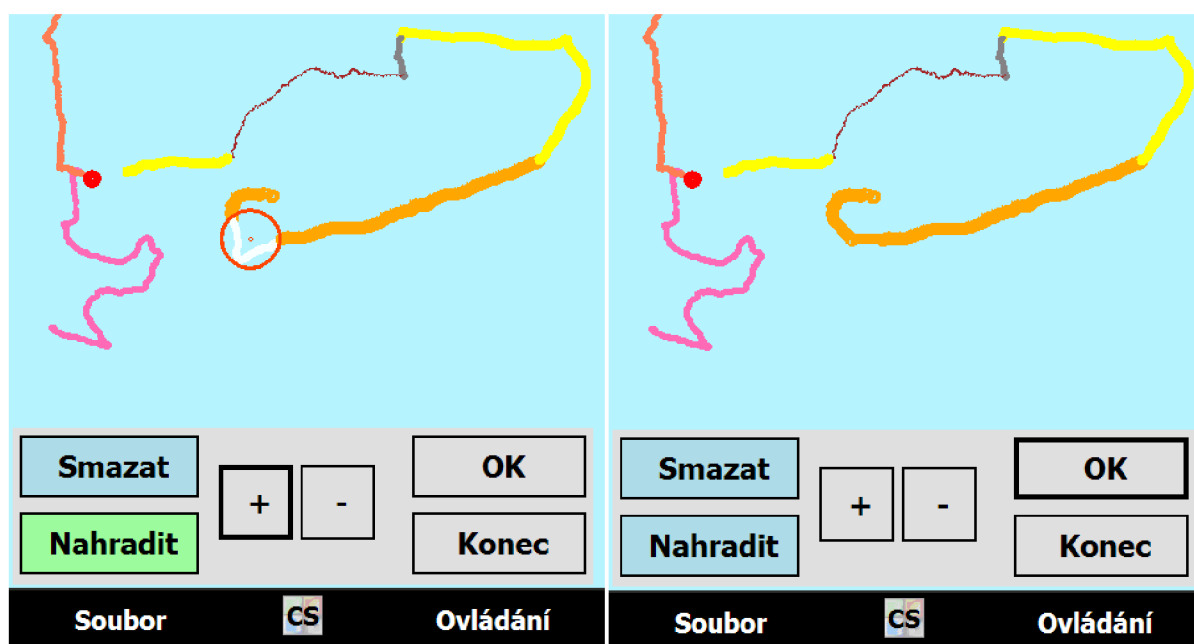 Smazat
+
-
OK
Nahradit
Konec
Soubor
CS
Ovládání
Smazat
+
-
OK
Nahradit
Konec
Soubor
CS
Ovládání